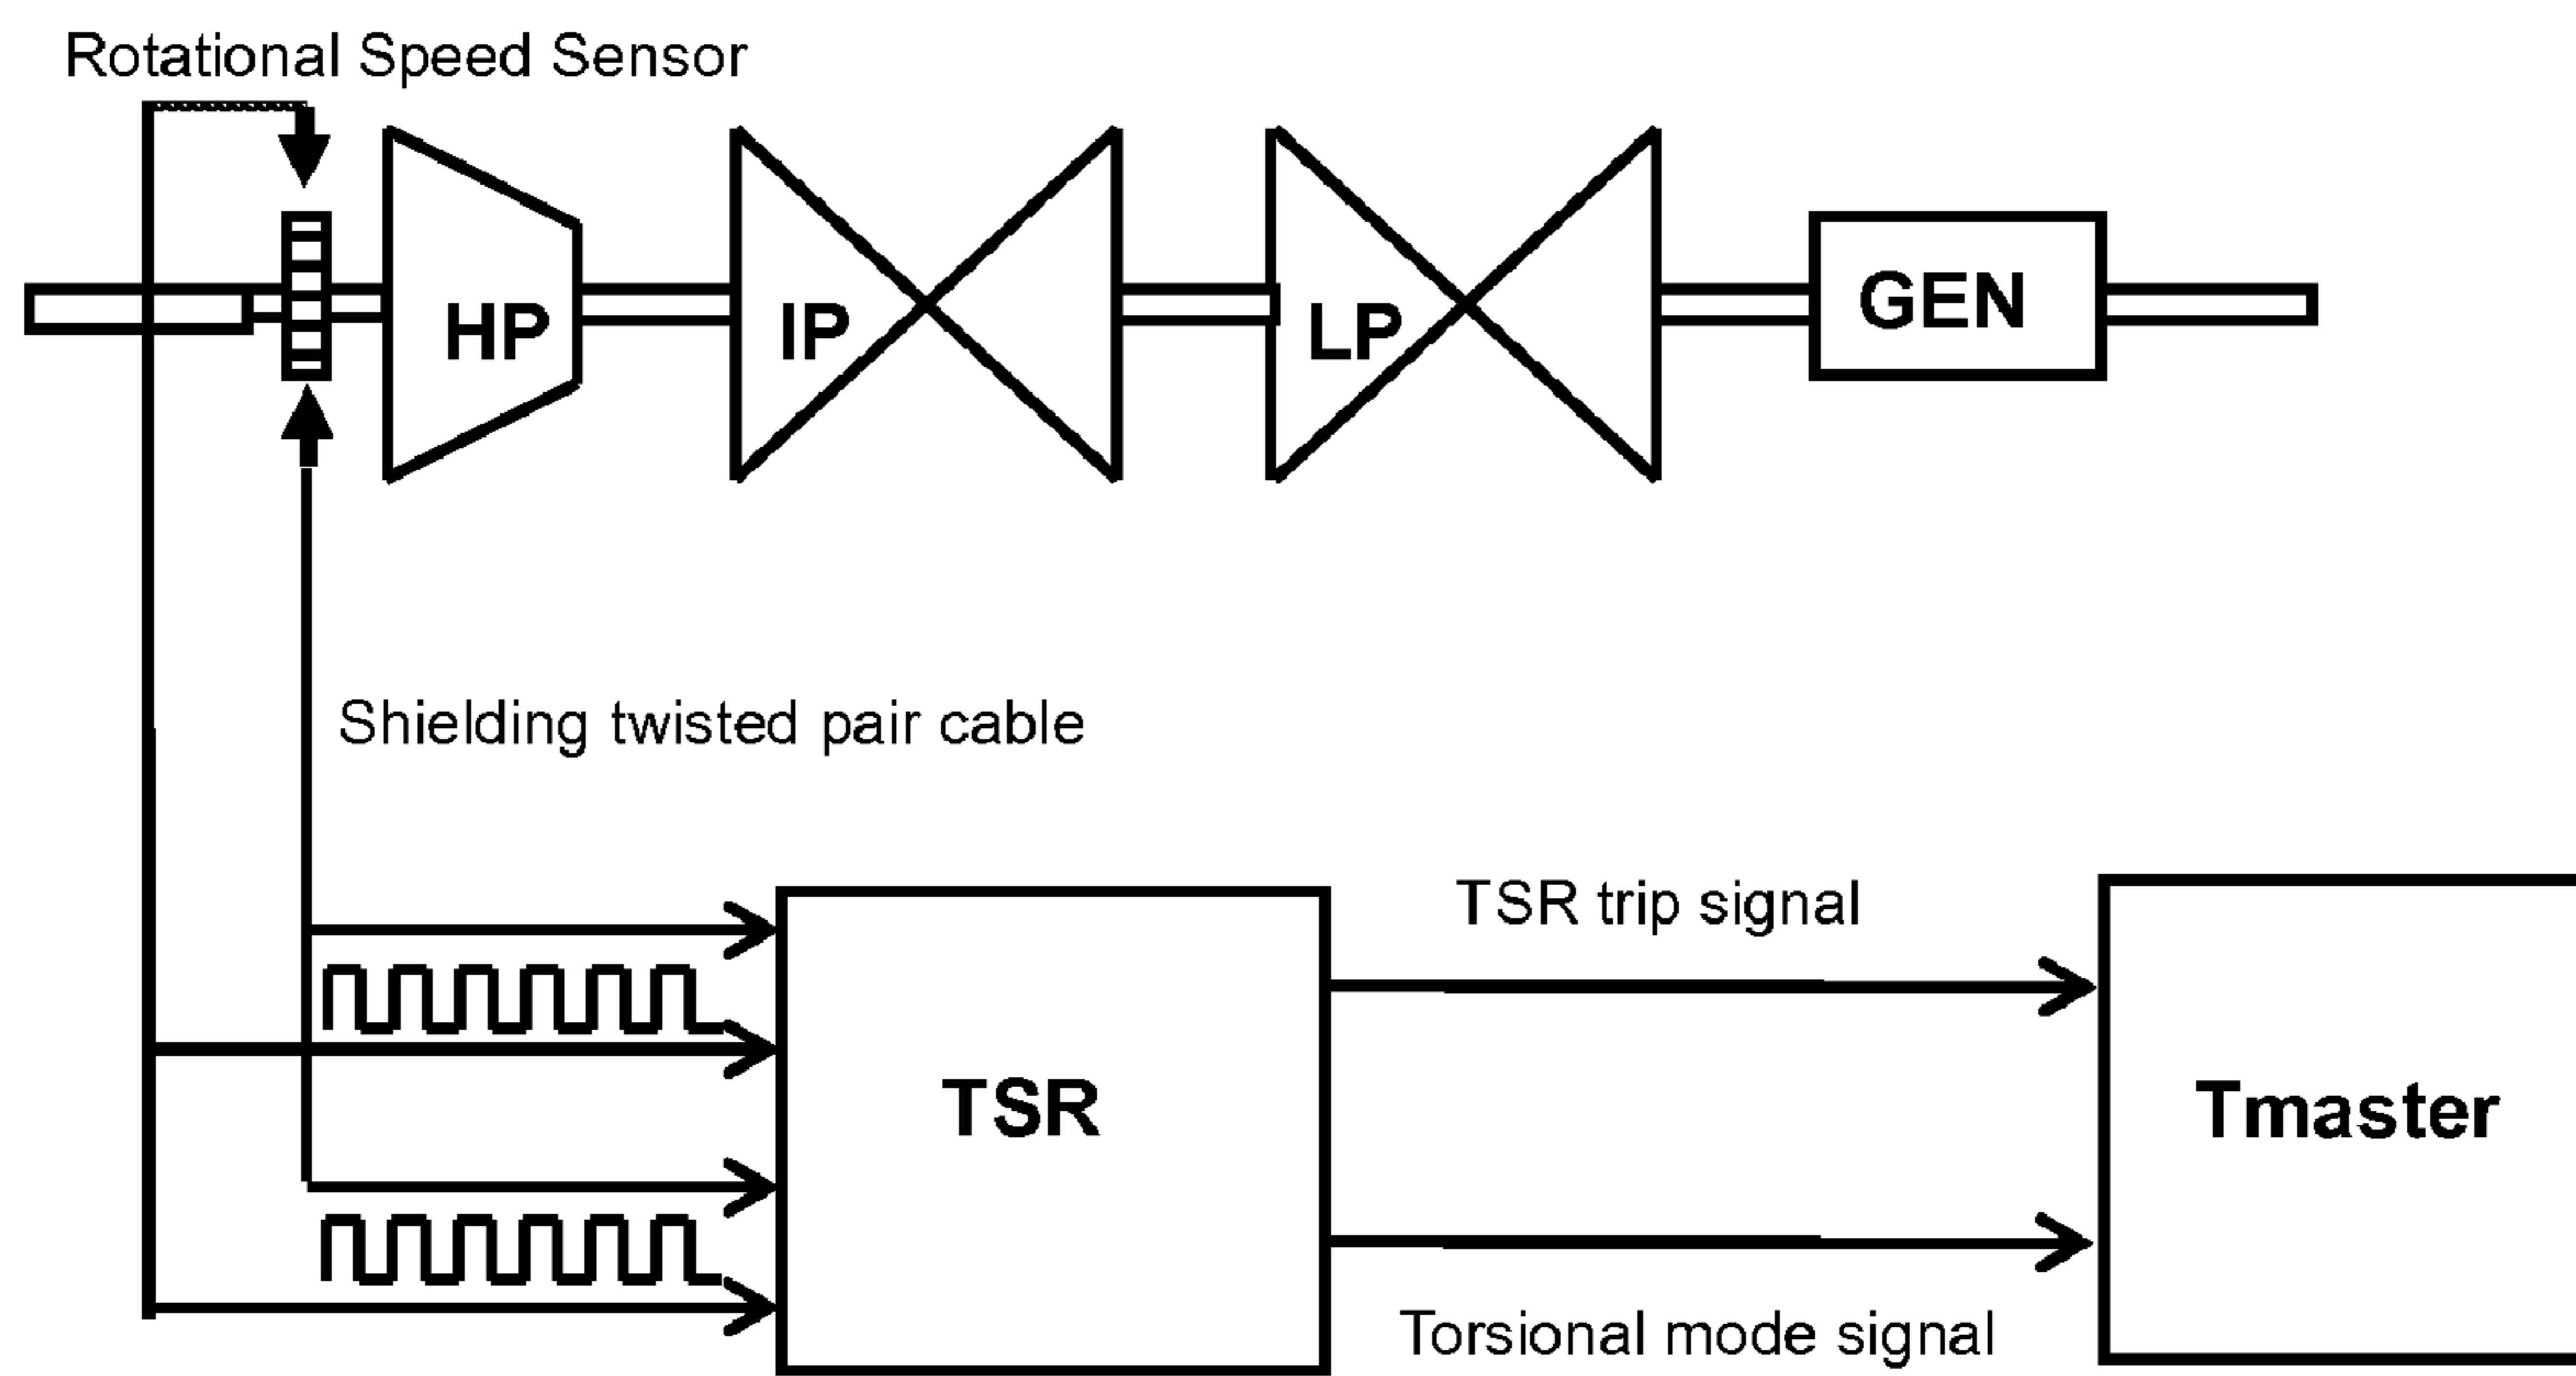 Rotational Speed Sensor
HP
IP
LP
GEN
Shielding twisted pair cable
TSR trip signal
TSR
Tmaster
Torsional mode signal